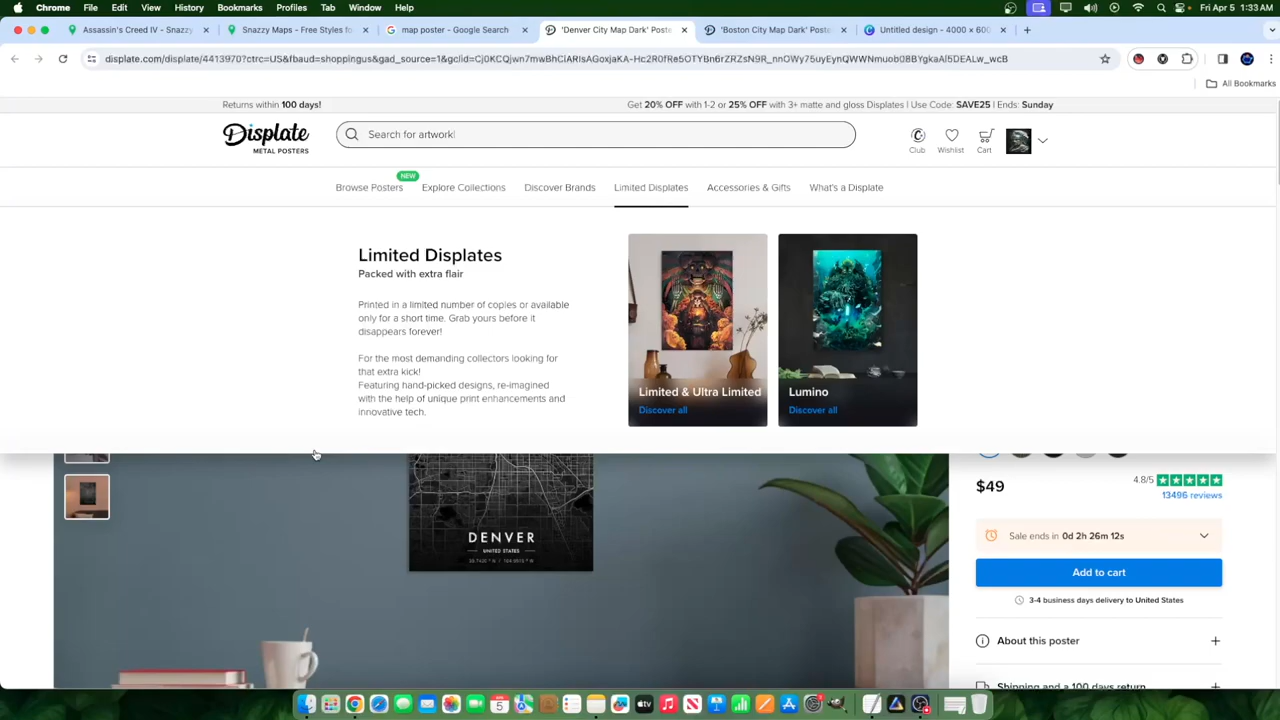 Chrome File Edit View History Bookmarks Profiles Tab Window Help Fri Apr 5 1:33 AM
Assassin's Creed IV - Snazzy
Snazzy Maps - Free Styles for
map poster - Google Search
'Denver City Map Dark' Poste
'Boston City Map Dark' Poste
Untitled design - 4000 × 600
All Bookmarks
Returns within 100 days!
Get 20% OFF with 1-2 or 25% OFF with 3+ matte and gloss Displates | Use Code: SAVE25 | Ends: Sunday
Displate
METAL POSTERS
Search for artwork!
Club
Wishlist
Cart
NEW
Browse Posters Explore Collections Discover Brands Limited Displates Accessories & Gifts What's a Displate
Limited Displates
Packed with extra flair
Printed in a limited number of copies or available
only for a short time. Grab yours before it
disappears forever!
For the most demanding collectors looking for
that extra kick!
Featuring hand-picked designs, re-imagined
with the help of unique print enhancements and
innovative tech.
Limited & Ultra Limited
Discover all
Lumino
Discover all
DENVER
UNITED STATES
$49
4.8/5
13496 reviews
Sale ends in 0d 2h 26m 12s
Add to cart
3-4 business days delivery to United States
About this poster
Shipping and a 100 days return